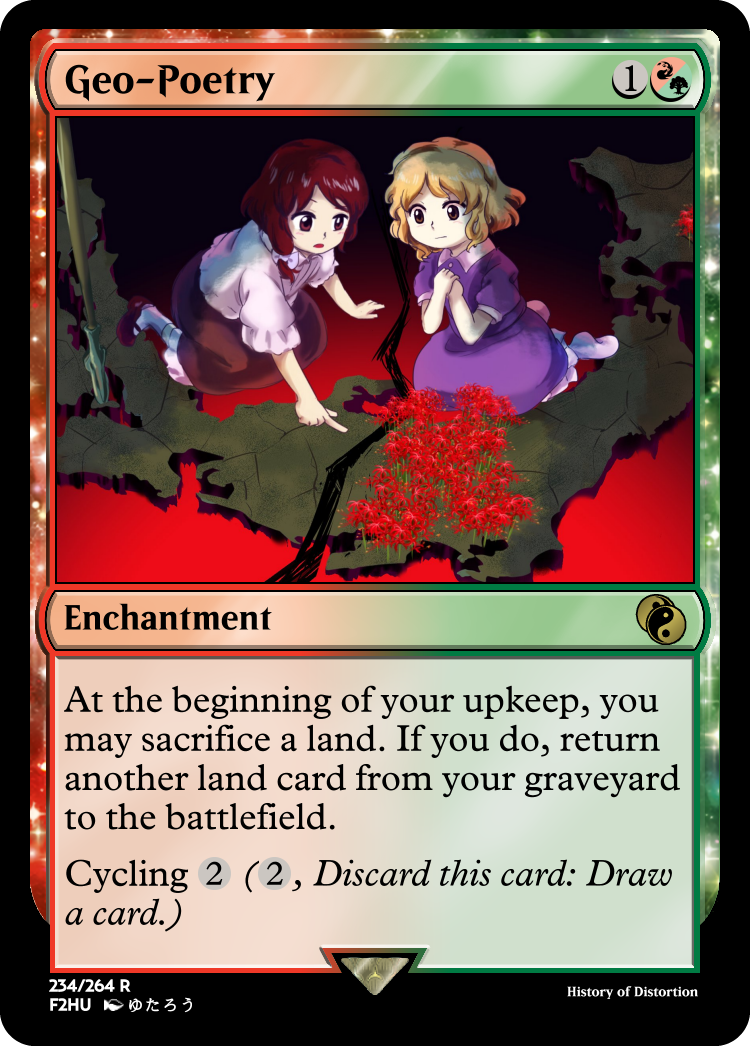 Geo-Poetry 1
Enchantment
At the beginning of your upkeep, you
may sacrifice a land. If you do, return
another land card from your graveyard
to the battlefield.
Cycling 2 (2, Discard this card: Draw
a card.)
234/264 R
F2HU ゆたろう
History of Distortion